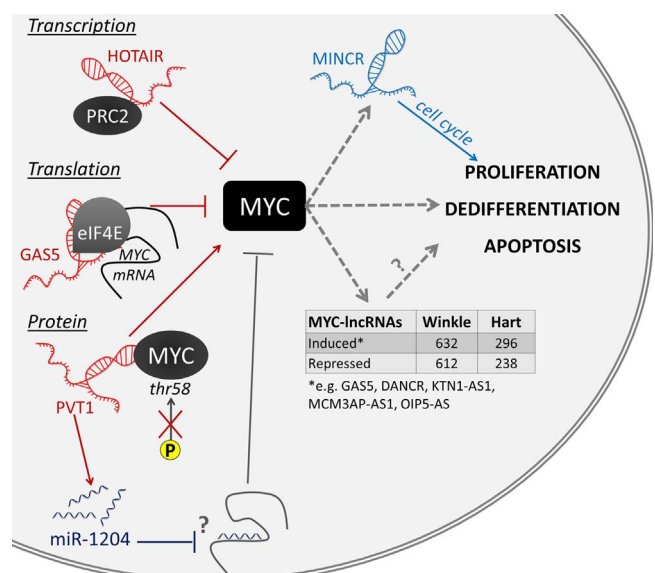 Transcription
HOTAIR
PRC2
MINCR
cell cycle
PROLIFERATION
DEDIFFERENTIATION
APOPTOSIS
MYC
Translation
eIF4E
GAS5
MYC
mRNA
?
Protein
MYC
thr58
PVT1
P
MYC-lncRNAs Winkle Hart
Induced* 632 296
Repressed 612 238
*e.g. GAS5, DANCR, KTN1-AS1,
MCM3AP-AS1, OIP5-AS
miR-1204
?